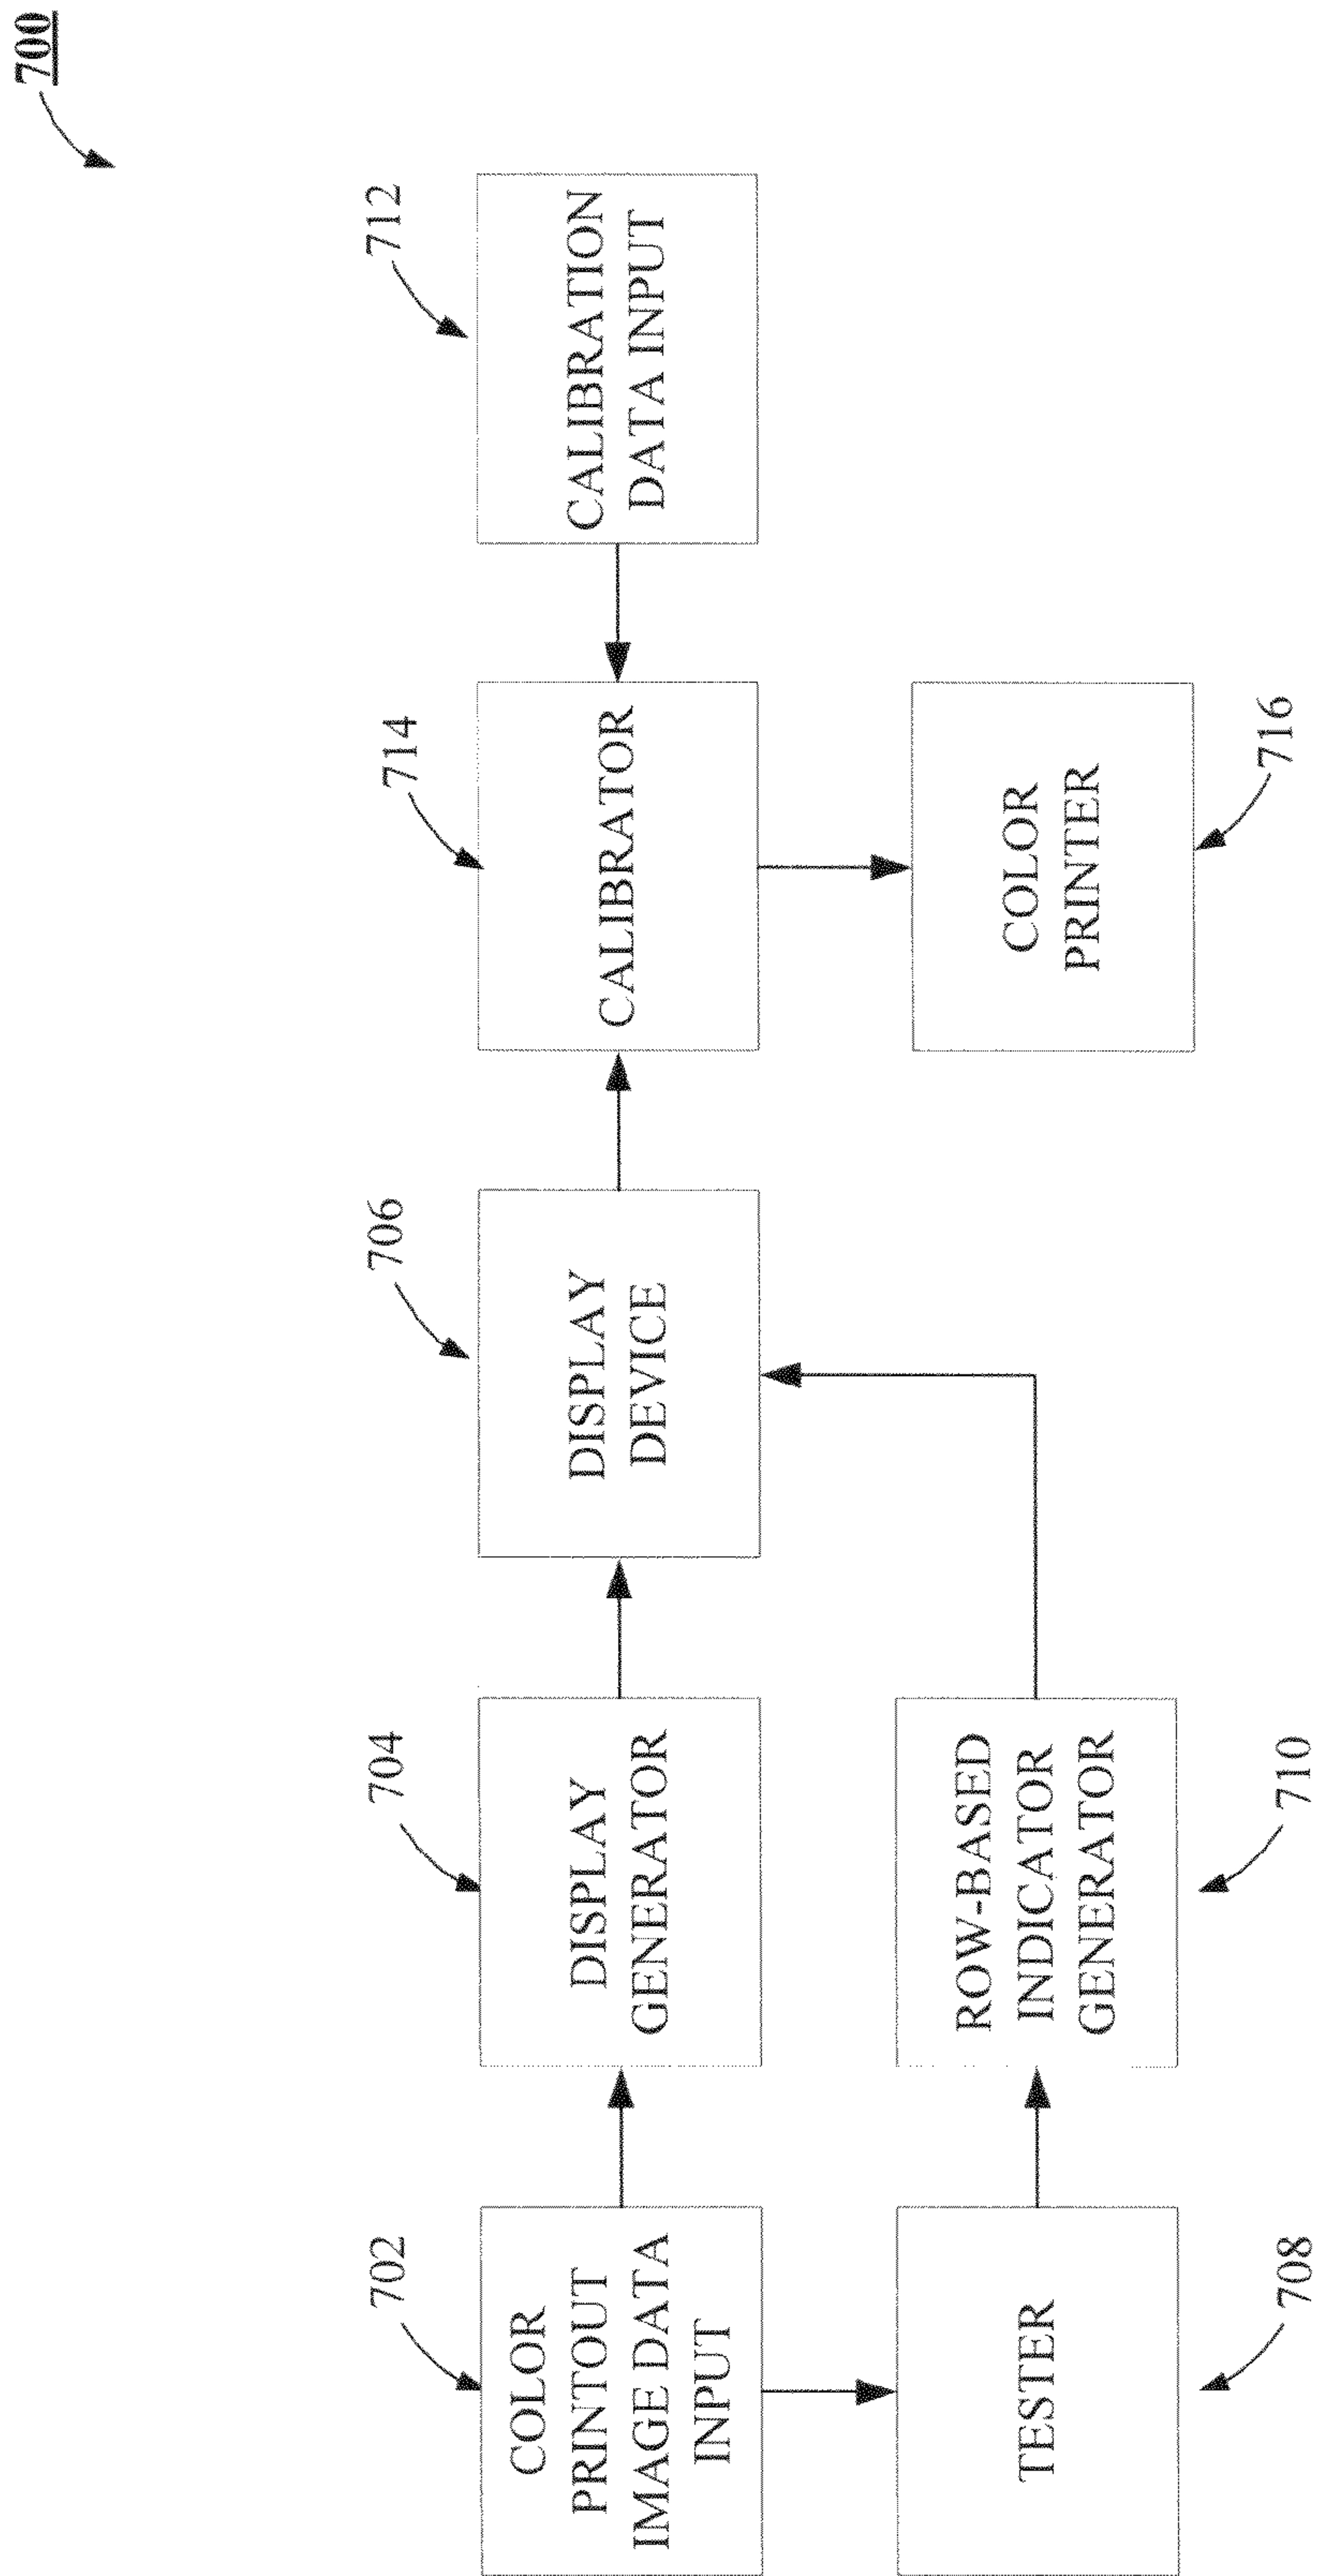 700
702
COLOR
PRINTOUT
IMAGE DATA
INPUT
704
DISPLAY
GENERATOR
706
DISPLAY
DEVICE
714
CALIBRATOR
712
CALIBRATION
DATA INPUT
TESTER
708
ROW-BASED
INDICATOR
GENERATOR
710
COLOR
PRINTER
716